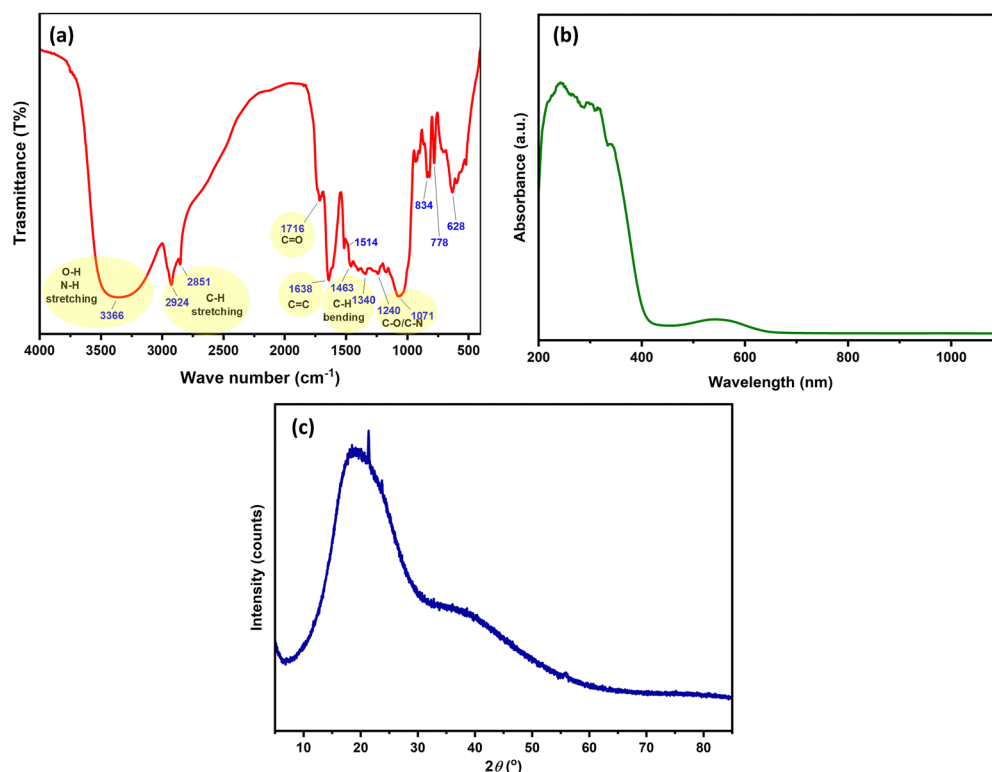 (a)
Trasmittance (T%)
O-H
N-H
stretching
3366
2851
2924
C-H
stretching
1716
C=O
1638
C=C
1514
1463
C-H
bending
1340
1240
1071
C-O/C-N
834
778
628
4000 3500 3000 2500 2000 1500 1000 500
Wave number (cm-1)
(b)
Absorbance (a.u.)
200 400 600 800 1000
Wavelength (nm)
(c)
Intensity (counts)
10 20 30 40 50 60 70 80
2θ (°)